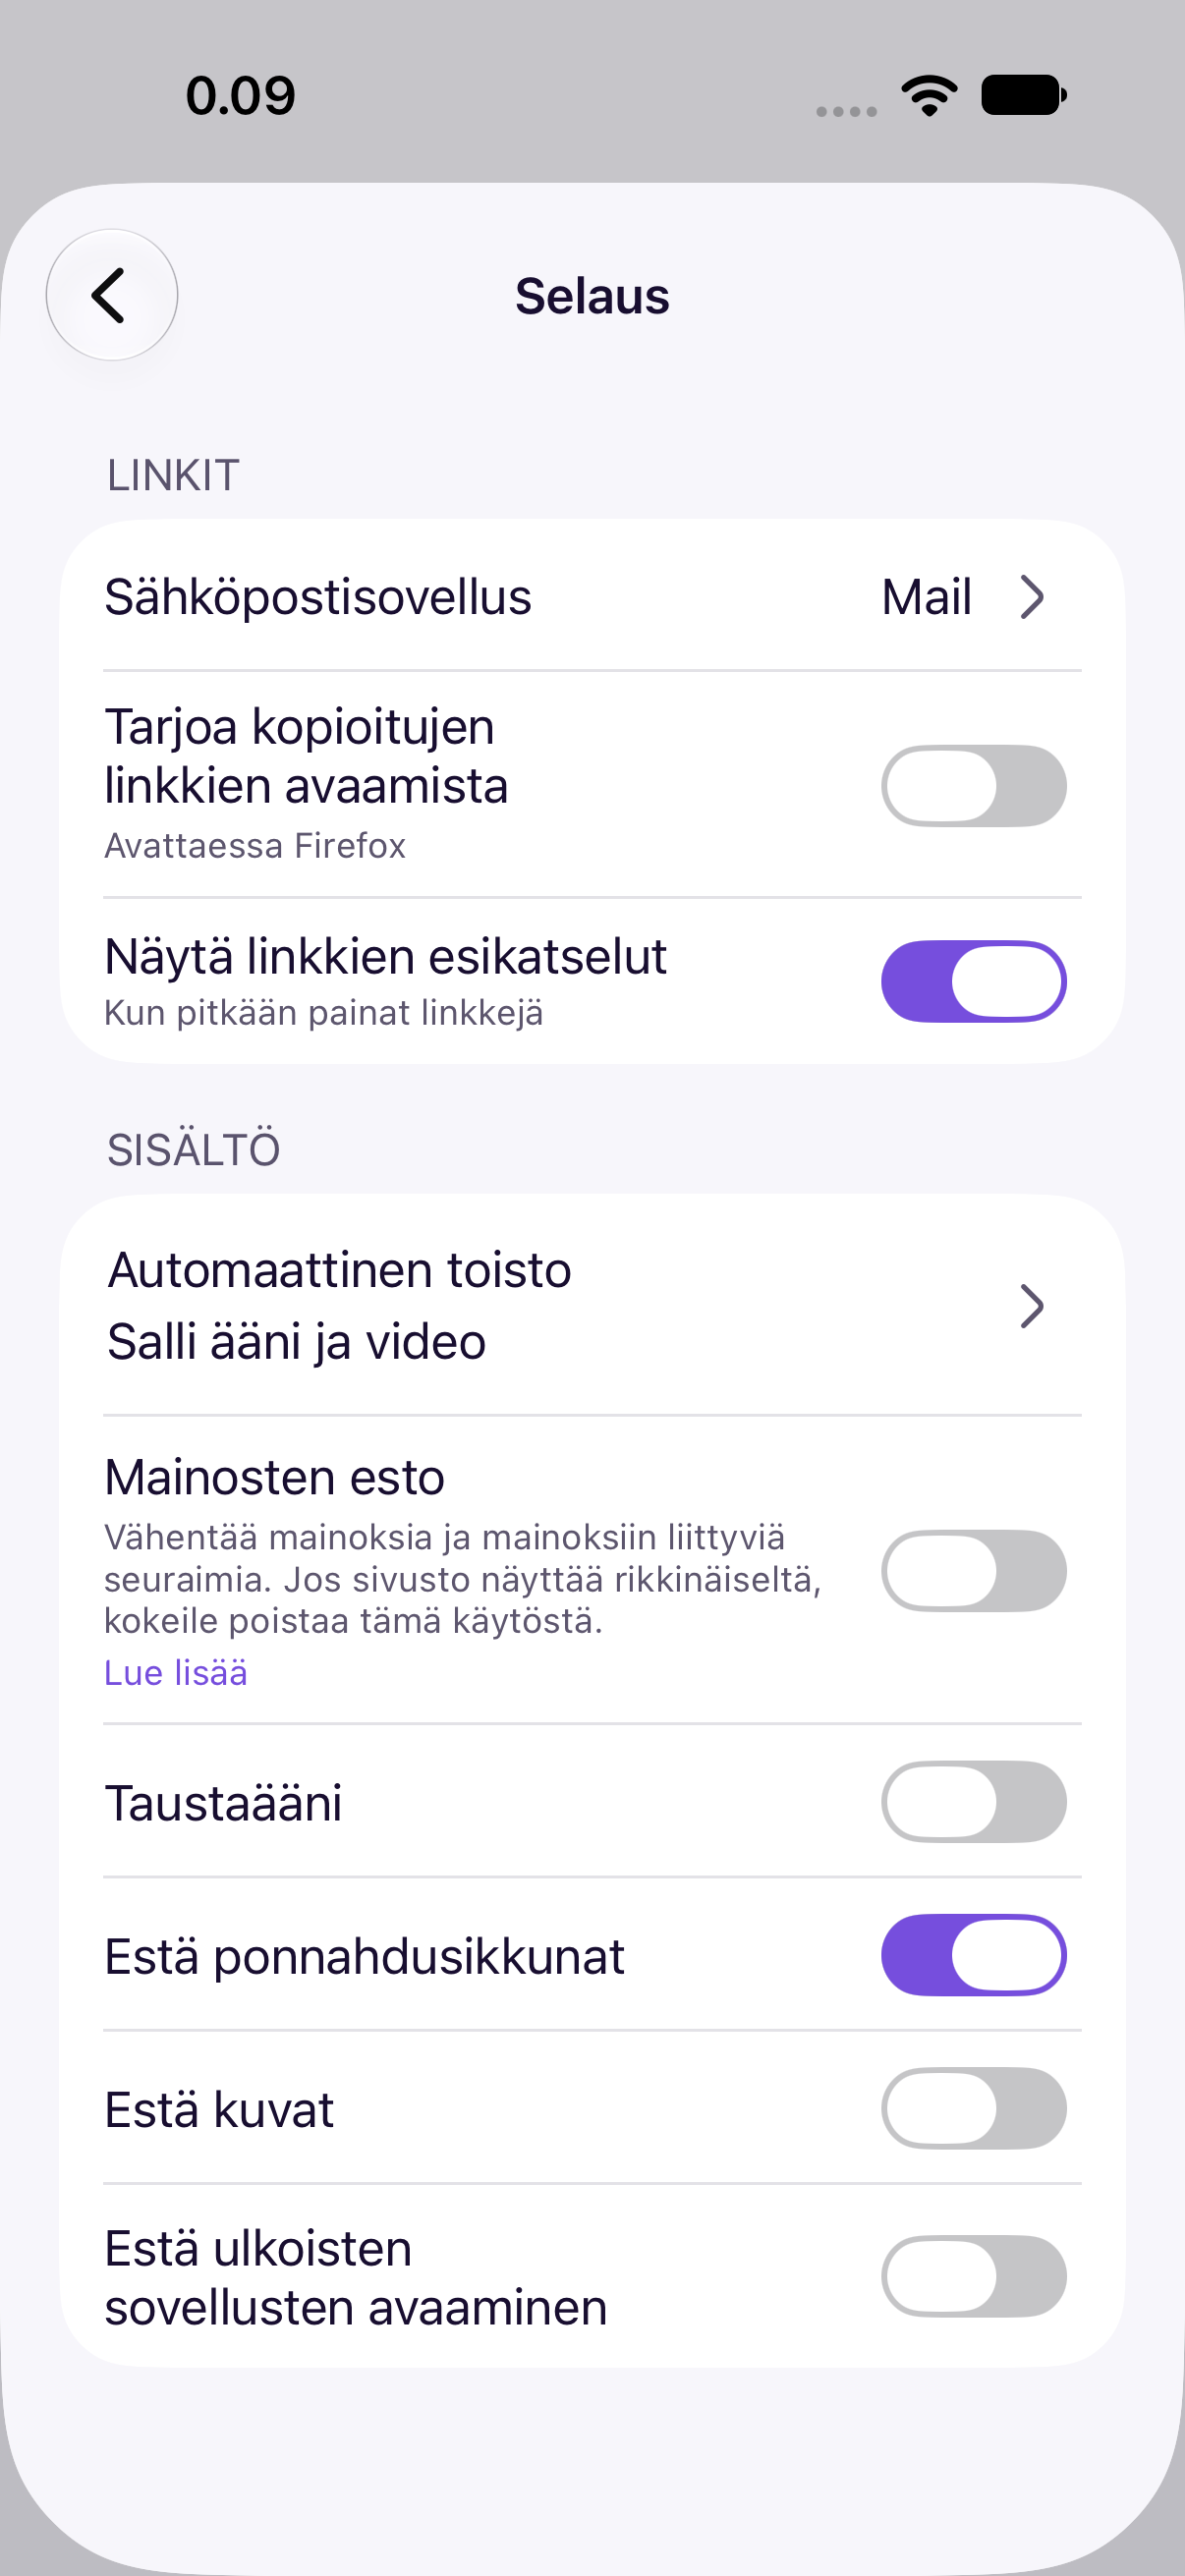 0.09
Selaus
LINKIT
Sähköpostisovellus Mail
Tarjoa kopioitujen
linkkien avaamista
Avattaessa Firefox
Näytä linkkien esikatselut
Kun pitkään painat linkkejä
SISÄLTÖ
Automaattinen toisto
Salli ääni ja video
Mainosten esto
Vähentää mainoksia ja mainoksiin liittyviä
seuraimia. Jos sivusto näyttää rikkinäiseltä,
kokeile poistaa tämä käytöstä.
Lue lisää
Taustaääni
Estä ponnahdusikkunat
Estä kuvat
Estä ulkoisten
sovellusten avaaminen